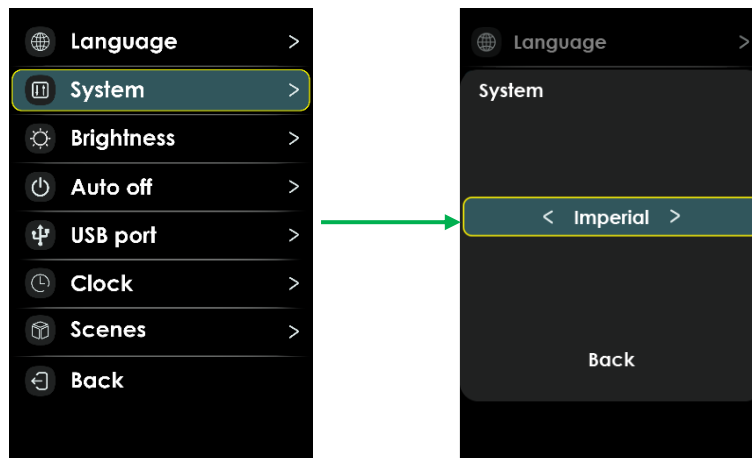 Language >
System >
Brightness >
Auto off >
USB port >
Clock >
Scenes >
Back
Language >
System
< Imperial >
Back